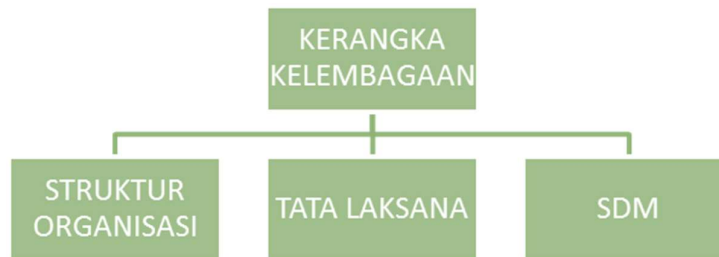 KERANGKA
KELEMBAGAAN
STRUKTUR
ORGANISASI
TATA LAKSANA
SDM